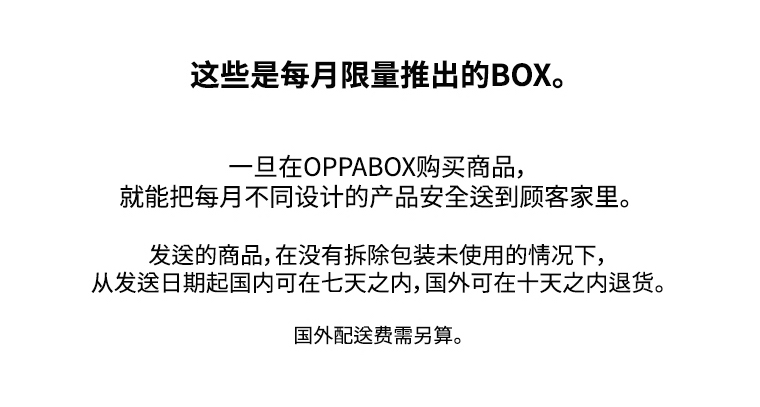 这些是每月限量推出的BOX。
一旦在OPPABOX购买商品，
就能把每月不同设计的产品安全送到顾客家里。
发送的商品，在没有拆除包装未使用的情况下，
从发送日期起国内可在七天之内，国外可在十天之内退货。
国外配送费需另算。